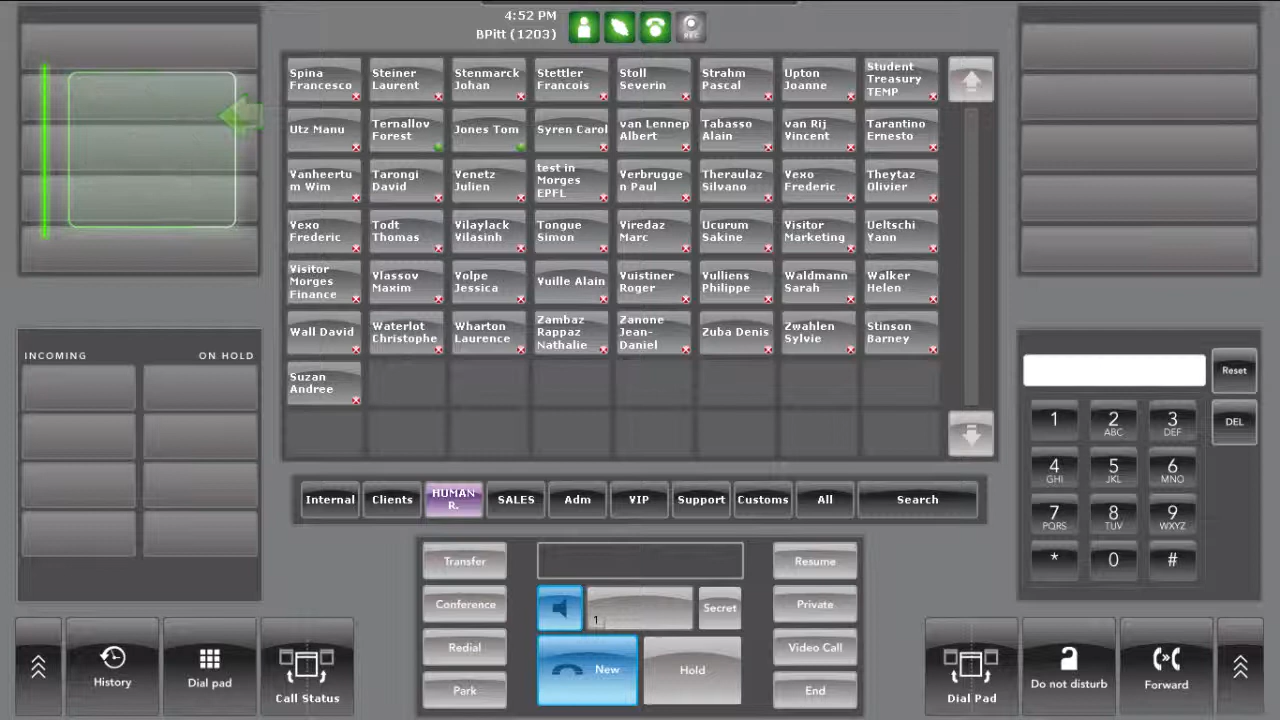 4:52 PM
BPitt (1203)
REC
Spina
Francesco
Steiner
Laurent
Stenmarck
Johan
Stettler
Francois
Stoll
Severin
Strahm
Pascal
Upton
Joanne
Student
Treasury
TEMP
Utz Manu
Ternallov
Forest
Jones Tom
Syren Carol
van Lennep
Albert
Tabasso
Alain
van Rij
Vincent
Tarantino
Ernesto
Vanheertu
m Wim
Tarongi
David
Venetz
Julien
test in
Morges
EPFL
Verbrugge
n Paul
Theraulaz
Silvano
Vexo
Frederic
Theytaz
Olivier
Vexo
Frederic
Todt
Thomas
Vilaylack
Vilasinh
Tongue
Simon
Viredaz
Marc
Ucurum
Sakine
Visitor
Marketing
Ueltschi
Yann
Visitor
Morges
Finance
Vlassov
Maxim
Volpe
Jessica
Vuille Alain
Vuistiner
Roger
Vulliens
Philippe
Waldmann
Sarah
Walker
Helen
Wall David
Waterlot
Christophe
Wharton
Laurence
Zambaz
Rappaz
Nathalie
Zanone
Jean-
Daniel
Zuba Denis
Zwahlen
Sylvie
Stinson
Barney
Suzan
Andree
INCOMING ON HOLD
Internal Clients HUMAN R. SALES Adm VIP Support Customs All Search
Reset
DEL
1 2 3
ABC DEF
4 5 6
GHI JKL MNO
7 8 9
PQRS TUV WXYZ
* 0 #
Transfer
Conference
Redial
Park
1
Secret
New
Hold
Resume
Private
Video Call
End
History
Dial pad
Call Status
Dial Pad
Do not disturb
Forward